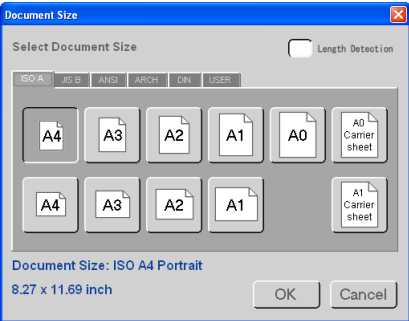 Document Size
Select Document Size
Length Detection
ISO A JIS B ANSI ARCH DIN USER
A4 A3 A2 A1 A0 A0 Carrier sheet
A4 A3 A2 A1 A1 Carrier sheet
Document Size: ISO A4 Portrait
8.27 x 11.69 inch
OK Cancel